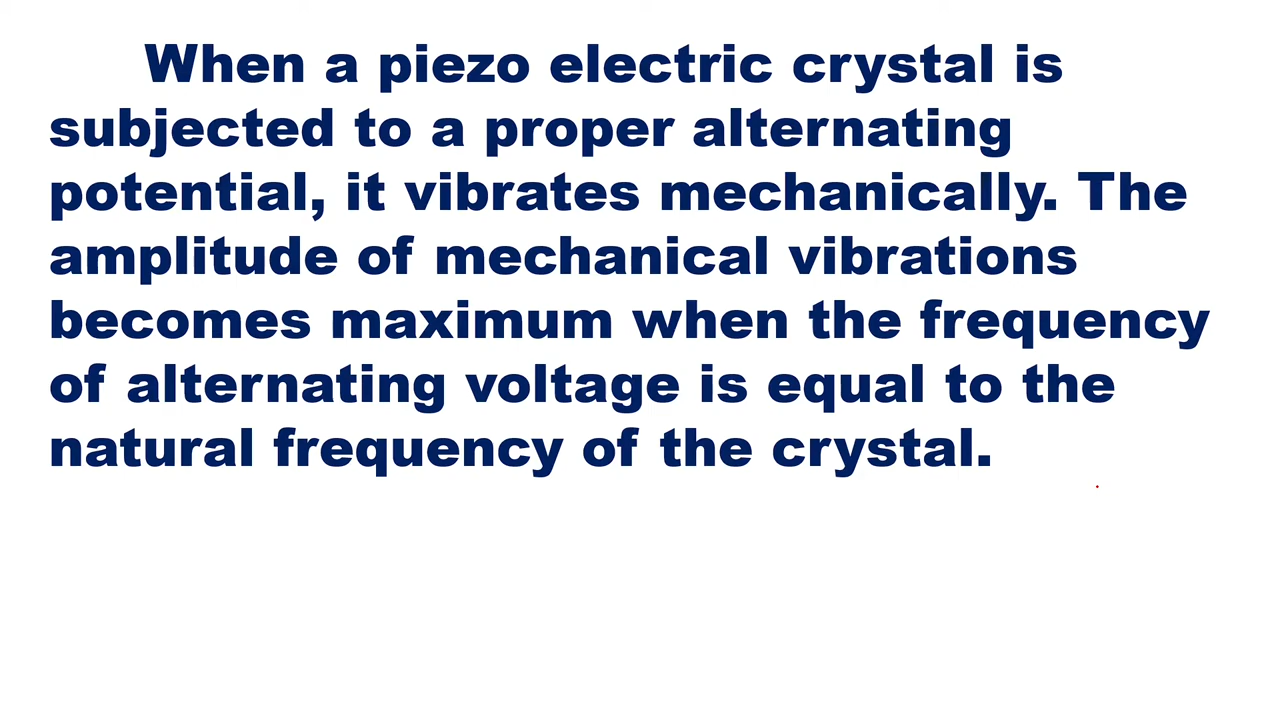 When a piezo electric crystal is
subjected to a proper alternating
potential, it vibrates mechanically. The
amplitude of mechanical vibrations
becomes maximum when the frequency
of alternating voltage is equal to the
natural frequency of the crystal.